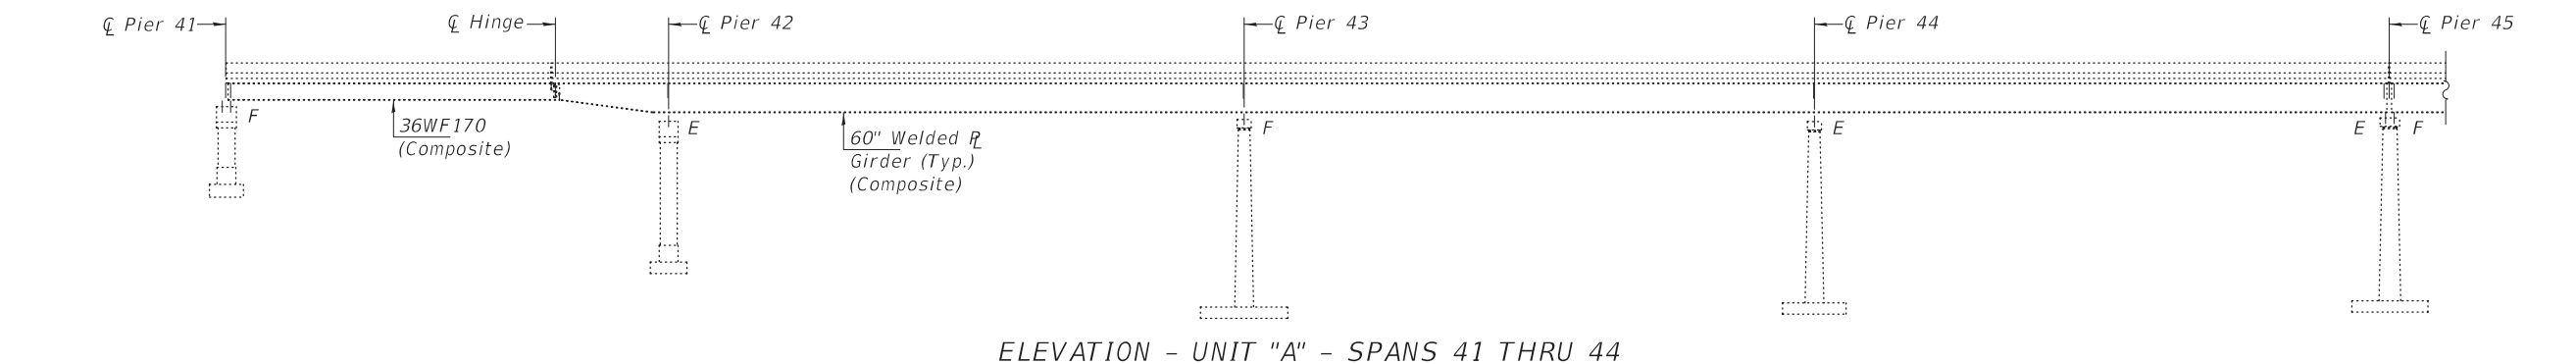 ℄ Pier 41
℄ Hinge
℄ Pier 42
℄ Pier 43
℄ Pier 44
℄ Pier 45
F
36WF170
(Composite)
E
60" Welded ⅊
Girder (Typ.)
(Composite)
F
E
E F
ELEVATION - UNIT "A" - SPANS 41 THRU 44